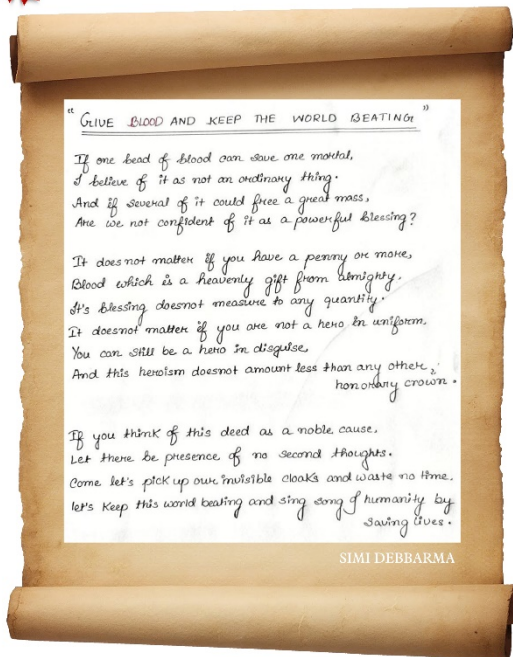 " GIVE BLOOD AND KEEP THE WORLD BEATING "
If one bead of blood can save one mortal,
I believe of it as not an ordinary thing.
And if several of it could free a great mass,
Are we not confident of it as a powerful blessing?
It does not matter if you have a penny or more,
Blood which is a heavenly gift from almighty.
It's blessing doesnot measure to any quantity.
It doesnot matter if you are not a hero in uniform,
You can still be a hero in disguise,
And this heroism doesnot amount less than any other
honorary crown.
If you think of this deed as a noble cause,
Let there be presence of no second thoughts.
Come let's pick up our invisible cloaks and waste no time.
let's keep this world beating and sing song of humanity by
saving lives.
SIMI DEBBARMA